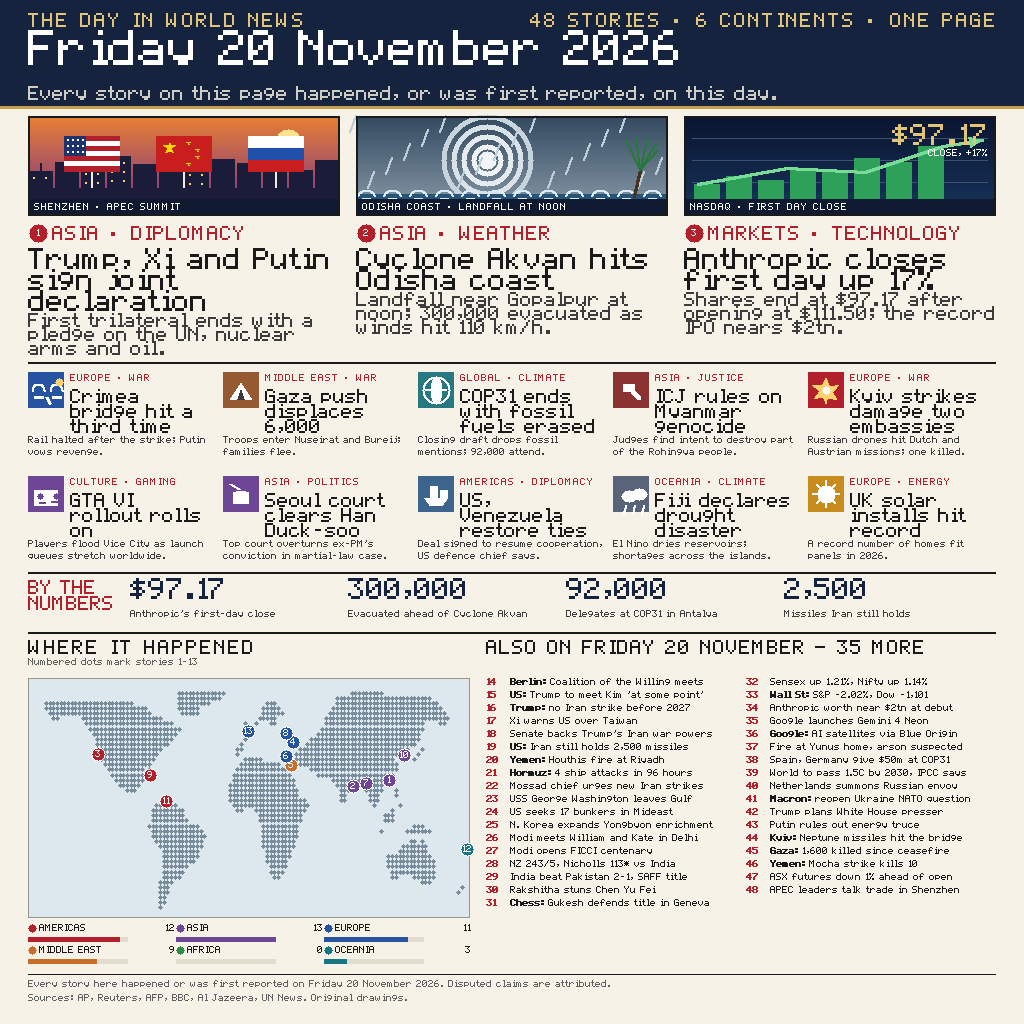 THE DAY IN WORLD NEWS
48 STORIES · 6 CONTINENTS · ONE PAGE
Friday 20 November 2026
Every story on this page happened, or was first reported, on this day.
SHENZHEN · APEC SUMMIT
ODISHA COAST · LANDFALL AT NOON
$97.17
CLOSE, +17%
NASDAQ · FIRST DAY CLOSE
1 ASIA · DIPLOMACY
Trump, Xi and Putin
sign joint
declaration
First trilateral ends with a
pledge on the UN, nuclear
arms and oil.
2 ASIA · WEATHER
Cyclone Akvan hits
Odisha coast
Landfall near Gopalpur at
noon; 300,000 evacuated as
winds hit 110 km/h.
3 MARKETS · TECHNOLOGY
Anthropic closes
first day up 17%
Shares end at $97.17 after
opening at $111.50; the record
IPO nears $2tn.
EUROPE · WAR
Crimea
bridge hit a
third time
Rail halted after the strike; Putin
vows revenge.
MIDDLE EAST · WAR
Gaza push
displaces
6,000
Troops enter Nuseirat and Bureij;
families flee.
GLOBAL · CLIMATE
COP31 ends
with fossil
fuels erased
Closing draft drops fossil
mentions; 92,000 attend.
ASIA · JUSTICE
ICJ rules on
Myanmar
genocide
Judges find intent to destroy part
of the Rohingya people.
EUROPE · WAR
Kyiv strikes
damage two
embassies
Russian drones hit Dutch and
Austrian missions; one killed.
CULTURE · GAMING
GTA VI
rollout rolls
on
Players flood Vice City as launch
queues stretch worldwide.
ASIA · POLITICS
Seoul court
clears Han
Duck-soo
Top court overturns ex-PM's
conviction in martial-law case.
AMERICAS · DIPLOMACY
US,
Venezuela
restore ties
Deal signed to resume cooperation,
US defence chief says.
OCEANIA · CLIMATE
Fiji declares
drought
disaster
El Nino dries reservoirs;
shortages across the islands.
EUROPE · ENERGY
UK solar
installs hit
record
A record number of homes fit
panels in 2026.
BY THE
NUMBERS
$97.17
Anthropic's first-day close
300,000
Evacuated ahead of Cyclone Akvan
92,000
Delegates at COP31 in Antalya
2,500
Missiles Iran still holds
WHERE IT HAPPENED
Numbered dots mark stories 1-13
13
8
4
6
5
3
9
11
10
2
7
1
12
AMERICAS 12
ASIA 13
EUROPE 11
MIDDLE EAST 9
AFRICA 0
OCEANIA 3
ALSO ON FRIDAY 20 NOVEMBER — 35 MORE
14 Berlin: Coalition of the Willing meets
15 US: Trump to meet Kim 'at some point'
16 Trump: no Iran strike before 2027
17 Xi warns US over Taiwan
18 Senate backs Trump's Iran war powers
19 US: Iran still holds 2,500 missiles
20 Yemen: Houthis fire at Riyadh
21 Hormuz: 4 ship attacks in 96 hours
22 Mossad chief urges new Iran strikes
23 USS George Washington leaves Gulf
24 US seeks 17 bunkers in Mideast
25 N. Korea expands Yongbyon enrichment
26 Modi meets William and Kate in Delhi
27 Modi opens FICCI centenary
28 NZ 243/5, Nicholls 113* vs India
29 India beat Pakistan 2-1, SAFF title
30 Rakshitha stuns Chen Yu Fei
31 Chess: Gukesh defends title in Geneva
32 Sensex up 1.21%, Nifty up 1.14%
33 Wall St: S&P -2.02%, Dow -1,101
34 Anthropic worth near $2tn at debut
35 Google launches Gemini 4 Neon
36 Google: AI satellites via Blue Origin
37 Fire at Yunus home, arson suspected
38 Spain, Germany give $50m at COP31
39 World to pass 1.5C by 2030, IPCC says
40 Netherlands summons Russian envoy
41 Macron: reopen Ukraine NATO question
42 Trump plans White House presser
43 Putin rules out energy truce
44 Kyiv: Neptune missiles hit the bridge
45 Gaza: 1,600 killed since ceasefire
46 Yemen: Mocha strike kills 10
47 ASX futures down 1% ahead of open
48 APEC leaders talk trade in Shenzhen
Every story here happened or was first reported on Friday 20 November 2026. Disputed claims are attributed.
Sources: AP, Reuters, AFP, BBC, Al Jazeera, UN News. Original drawings.